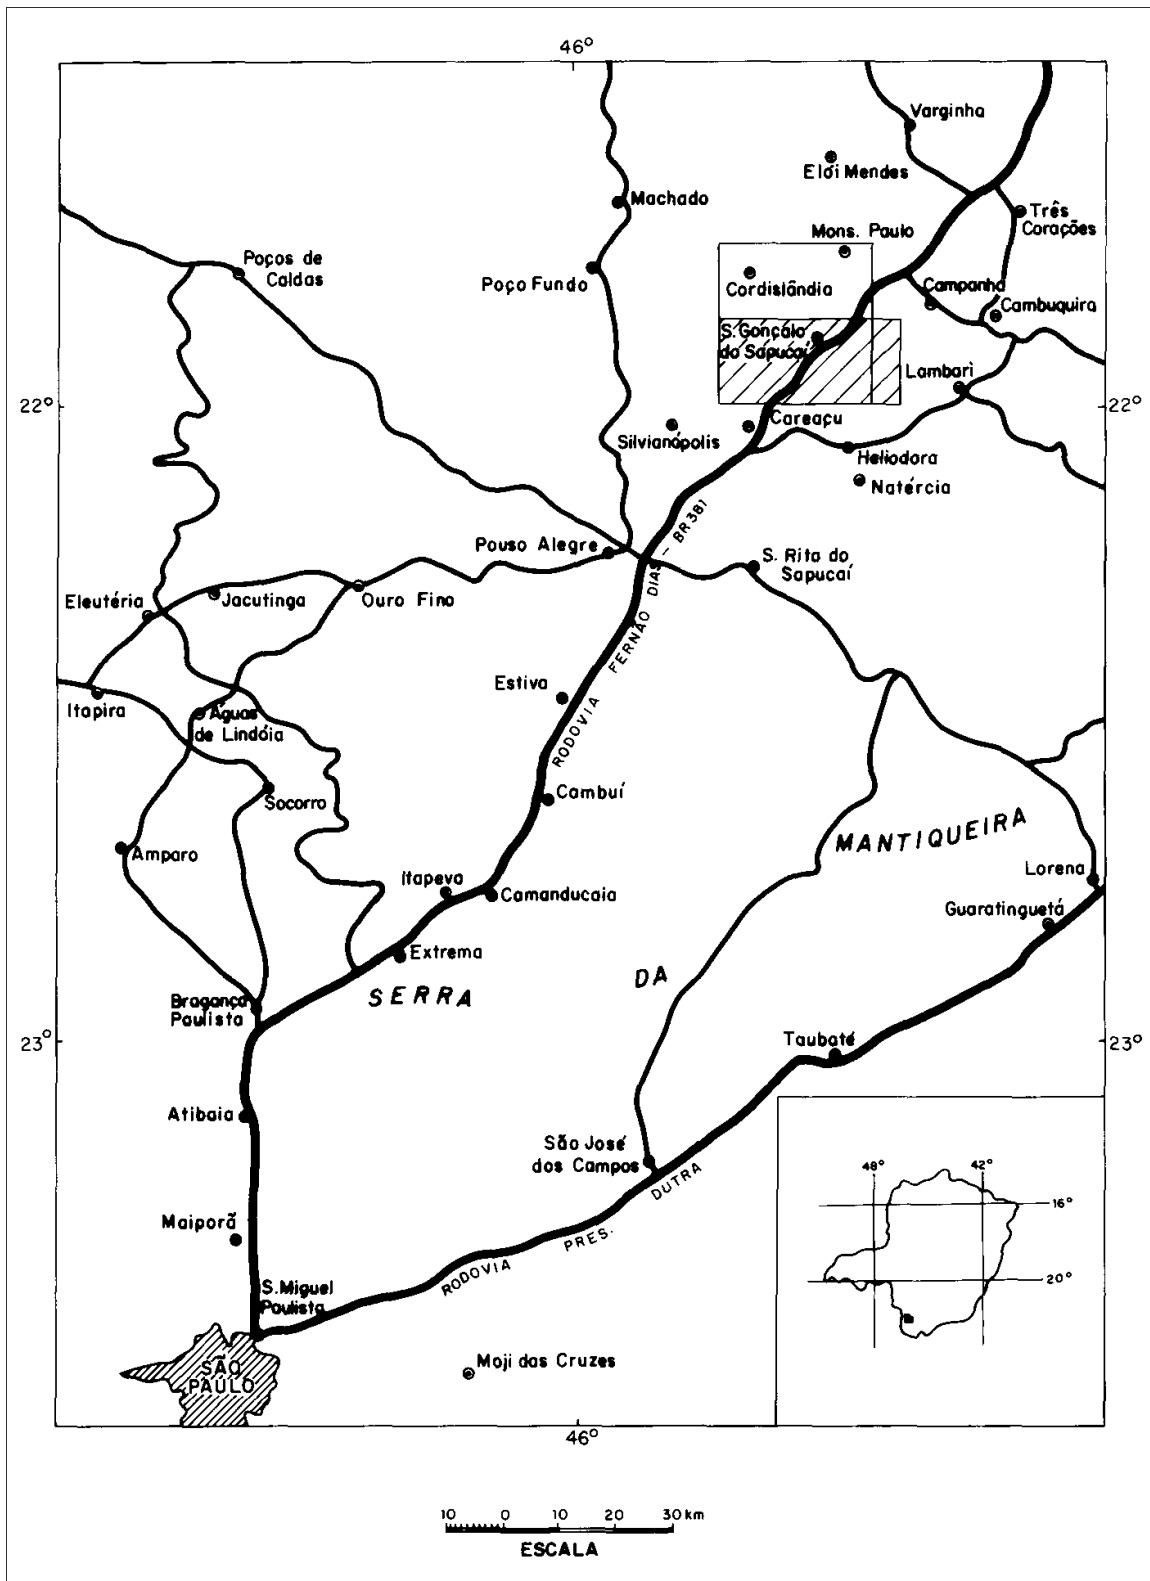 46°
Varginha
Elói Mendes
Machado
Três
Corações
Mons. Paulo
Poços de
Caldas
Poço Fundo
Cordislândia
Campanha
Cambuquira
S. Gonçalo
do Sapucaí
Lambari
22°
22°
Careaçu
Silvianópolis
Heliodora
Natércia
Pouso Alegre
S. Rita do
Sapucaí
Eleutéria
Jacutinga
Ouro Fino
RODOVIA FERNÃO DIAS - BR381
Estiva
Itapira
Águas
de Lindóia
Cambuí
Socorro
SERRA DA MANTIQUEIRA
Amparo
Itapeva
Camanducaia
Lorena
Guaratinguetá
Extrema
Bragança
Paulista
23°
23°
Taubaté
Atibaia
São José
dos Campos
RODOVIA PRES. DUTRA
48°
42°
16°
20°
Maiporã
S. Miguel
Paulista
SÃO
PAULO
Moji das Cruzes
46°
10 0 10 20 30 km
ESCALA